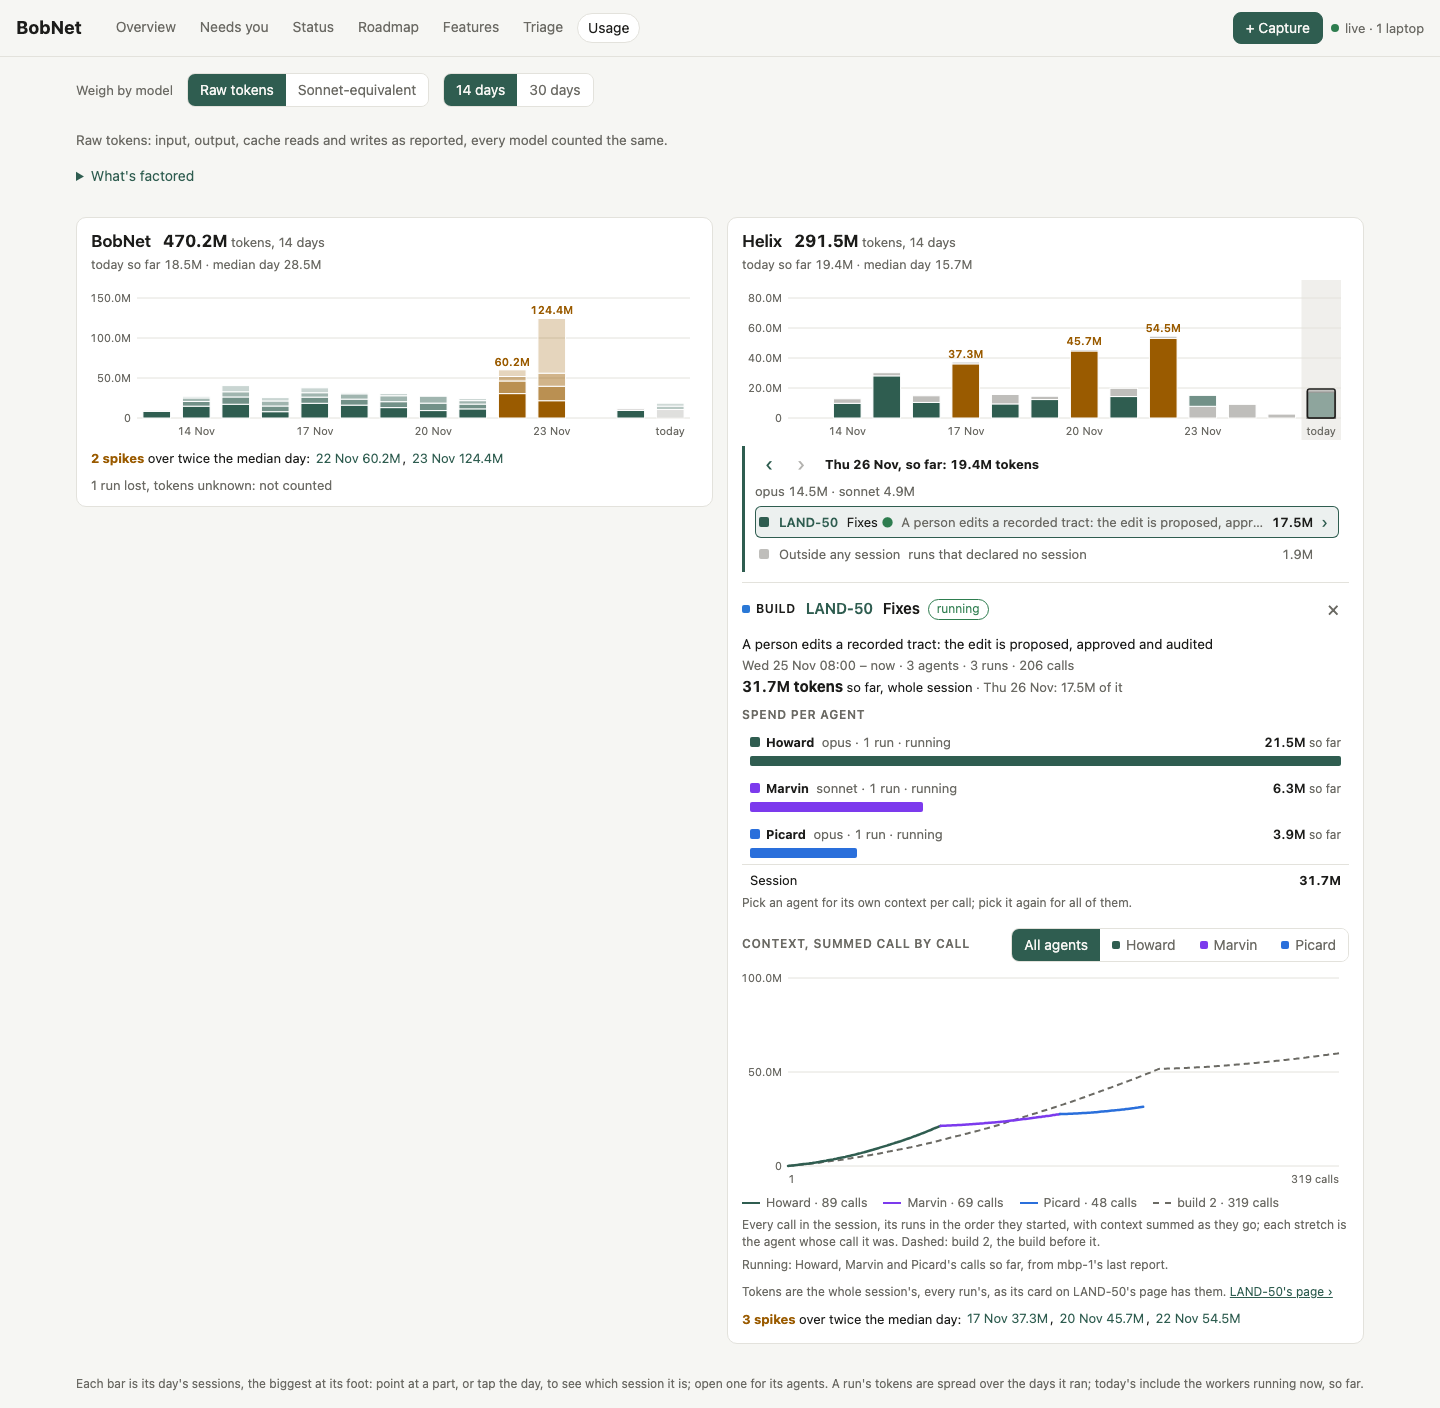 BobNet Overview Needs you Status Roadmap Features Triage Usage + Capture live · 1 laptop
Weigh by model Raw tokens Sonnet-equivalent 14 days 30 days
Raw tokens: input, output, cache reads and writes as reported, every model counted the same.
▶ What's factored
BobNet 470.2M tokens, 14 days
today so far 18.5M · median day 28.5M
150.0M
100.0M
50.0M
0
60.2M
124.4M
14 Nov 17 Nov 20 Nov 23 Nov today
2 spikes over twice the median day: 22 Nov 60.2M, 23 Nov 124.4M
1 run lost, tokens unknown: not counted
Helix 291.5M tokens, 14 days
today so far 19.4M · median day 15.7M
80.0M
60.0M
40.0M
20.0M
0
37.3M
45.7M
54.5M
14 Nov 17 Nov 20 Nov 23 Nov today
‹ › Thu 26 Nov, so far: 19.4M tokens
opus 14.5M · sonnet 4.9M
LAND-50 Fixes A person edits a recorded tract: the edit is proposed, appr… 17.5M ›
Outside any session runs that declared no session 1.9M
BUILD LAND-50 Fixes running ×
A person edits a recorded tract: the edit is proposed, approved and audited
Wed 25 Nov 08:00 – now · 3 agents · 3 runs · 206 calls
31.7M tokens so far, whole session · Thu 26 Nov: 17.5M of it
SPEND PER AGENT
Howard opus · 1 run · running 21.5M so far
Marvin sonnet · 1 run · running 6.3M so far
Picard opus · 1 run · running 3.9M so far
Session 31.7M
Pick an agent for its own context per call; pick it again for all of them.
CONTEXT, SUMMED CALL BY CALL All agents Howard Marvin Picard
100.0M
50.0M
0
1 319 calls
Howard · 89 calls Marvin · 69 calls Picard · 48 calls build 2 · 319 calls
Every call in the session, its runs in the order they started, with context summed as they go; each stretch is
the agent whose call it was. Dashed: build 2, the build before it.
Running: Howard, Marvin and Picard's calls so far, from mbp-1's last report.
Tokens are the whole session's, every run's, as its card on LAND-50's page has them. LAND-50's page ›
3 spikes over twice the median day: 17 Nov 37.3M, 20 Nov 45.7M, 22 Nov 54.5M
Each bar is its day's sessions, the biggest at its foot: point at a part, or tap the day, to see which session it is; open one for its agents. A run's tokens are spread over the days it ran; today's include the workers running now, so far.